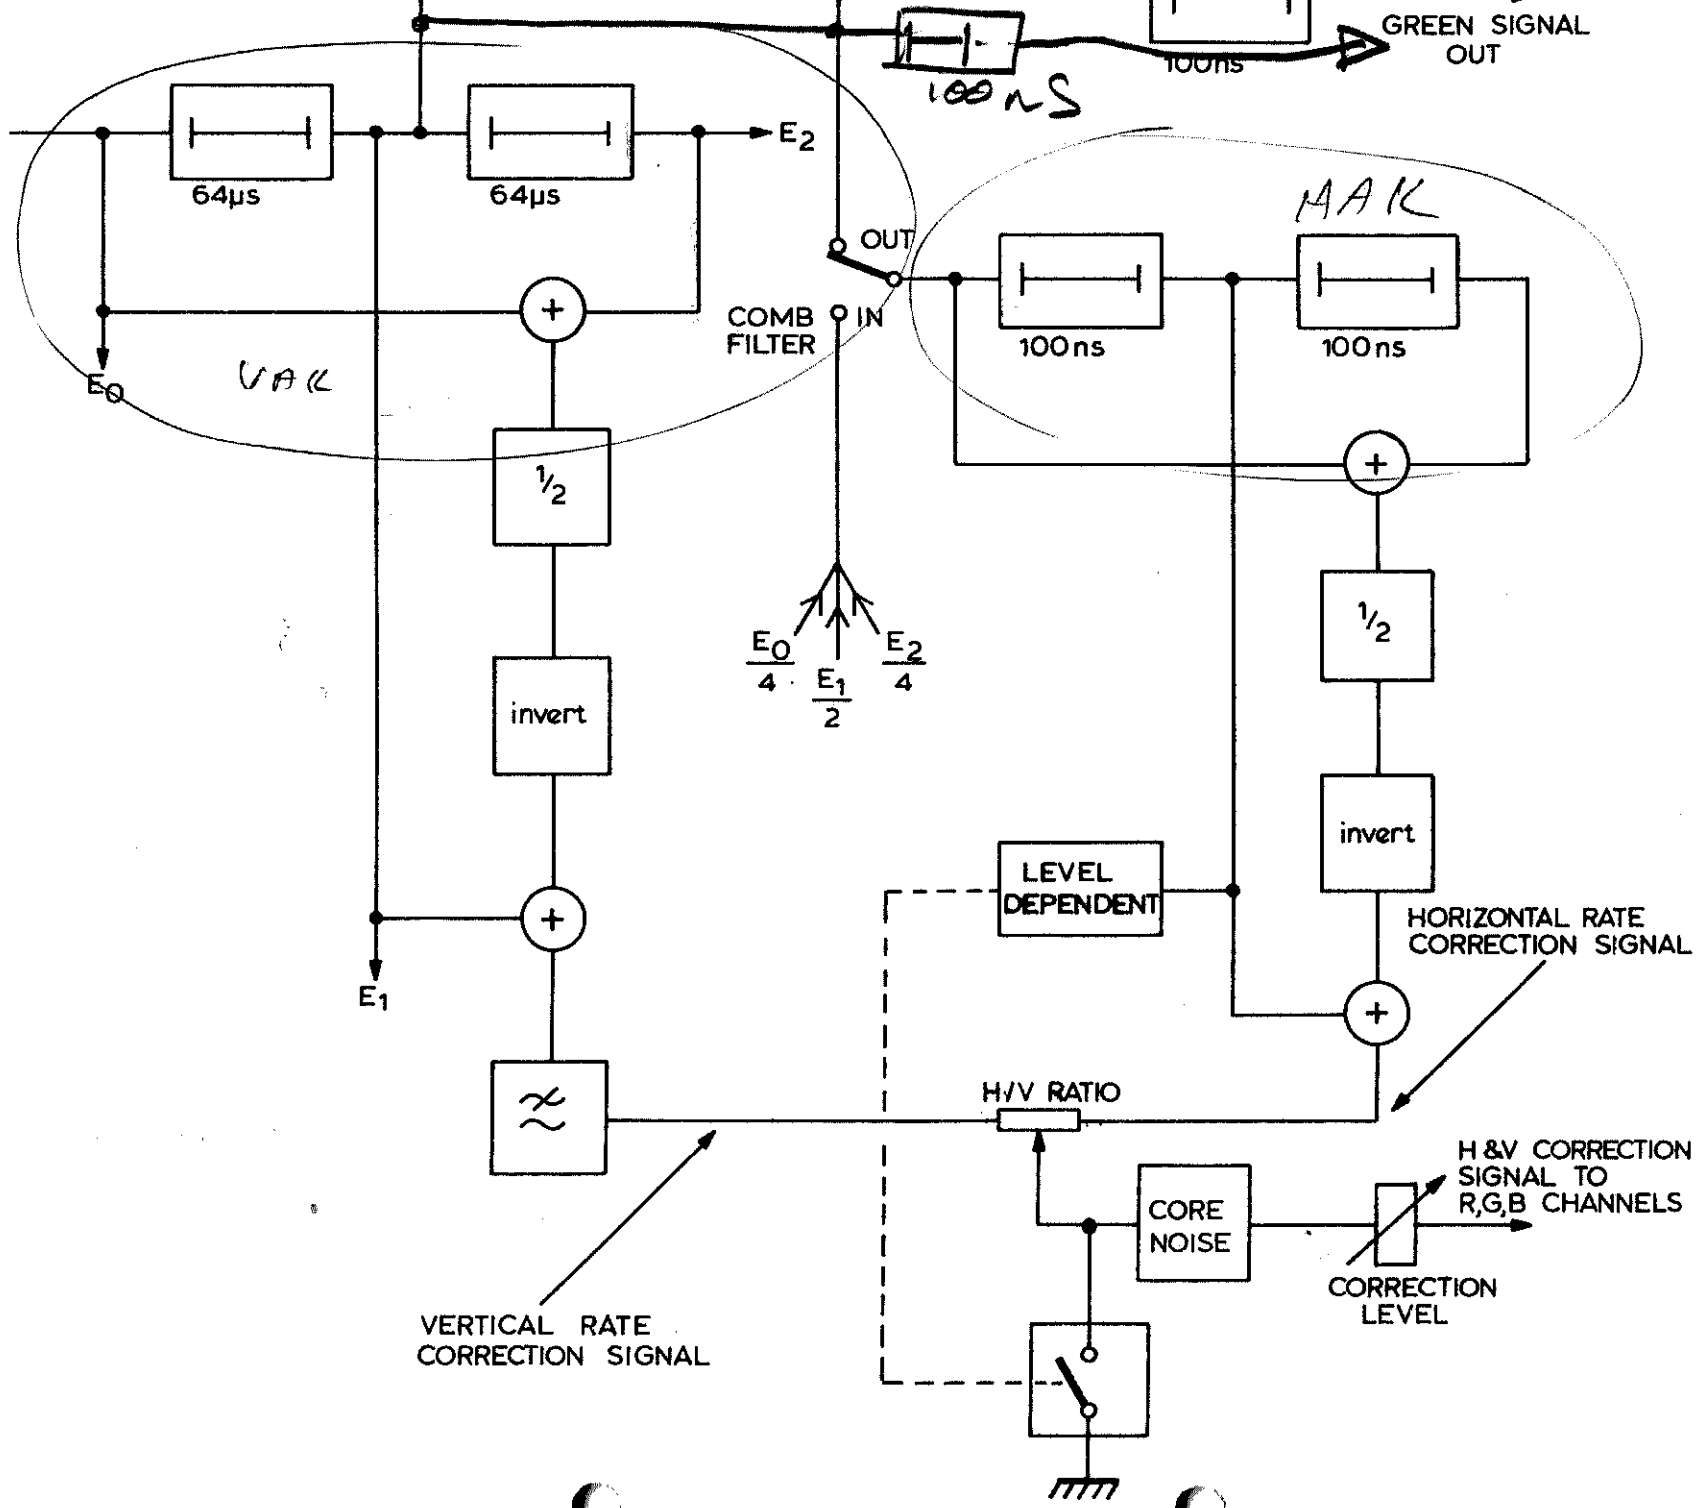 GREEN SIGNAL
OUT
100ns
100nS
E2
64µs
64µs
HAK
OUT
COMB
FILTER
IN
100ns
100ns
E0
VAK
1/2
1/2
E0
4
E1
2
E2
4
invert
invert
LEVEL
DEPENDENT
HORIZONTAL RATE
CORRECTION SIGNAL
E1
H/V RATIO
H &V CORRECTION
SIGNAL TO
R,G,B CHANNELS
CORE
NOISE
CORRECTION
LEVEL
VERTICAL RATE
CORRECTION SIGNAL